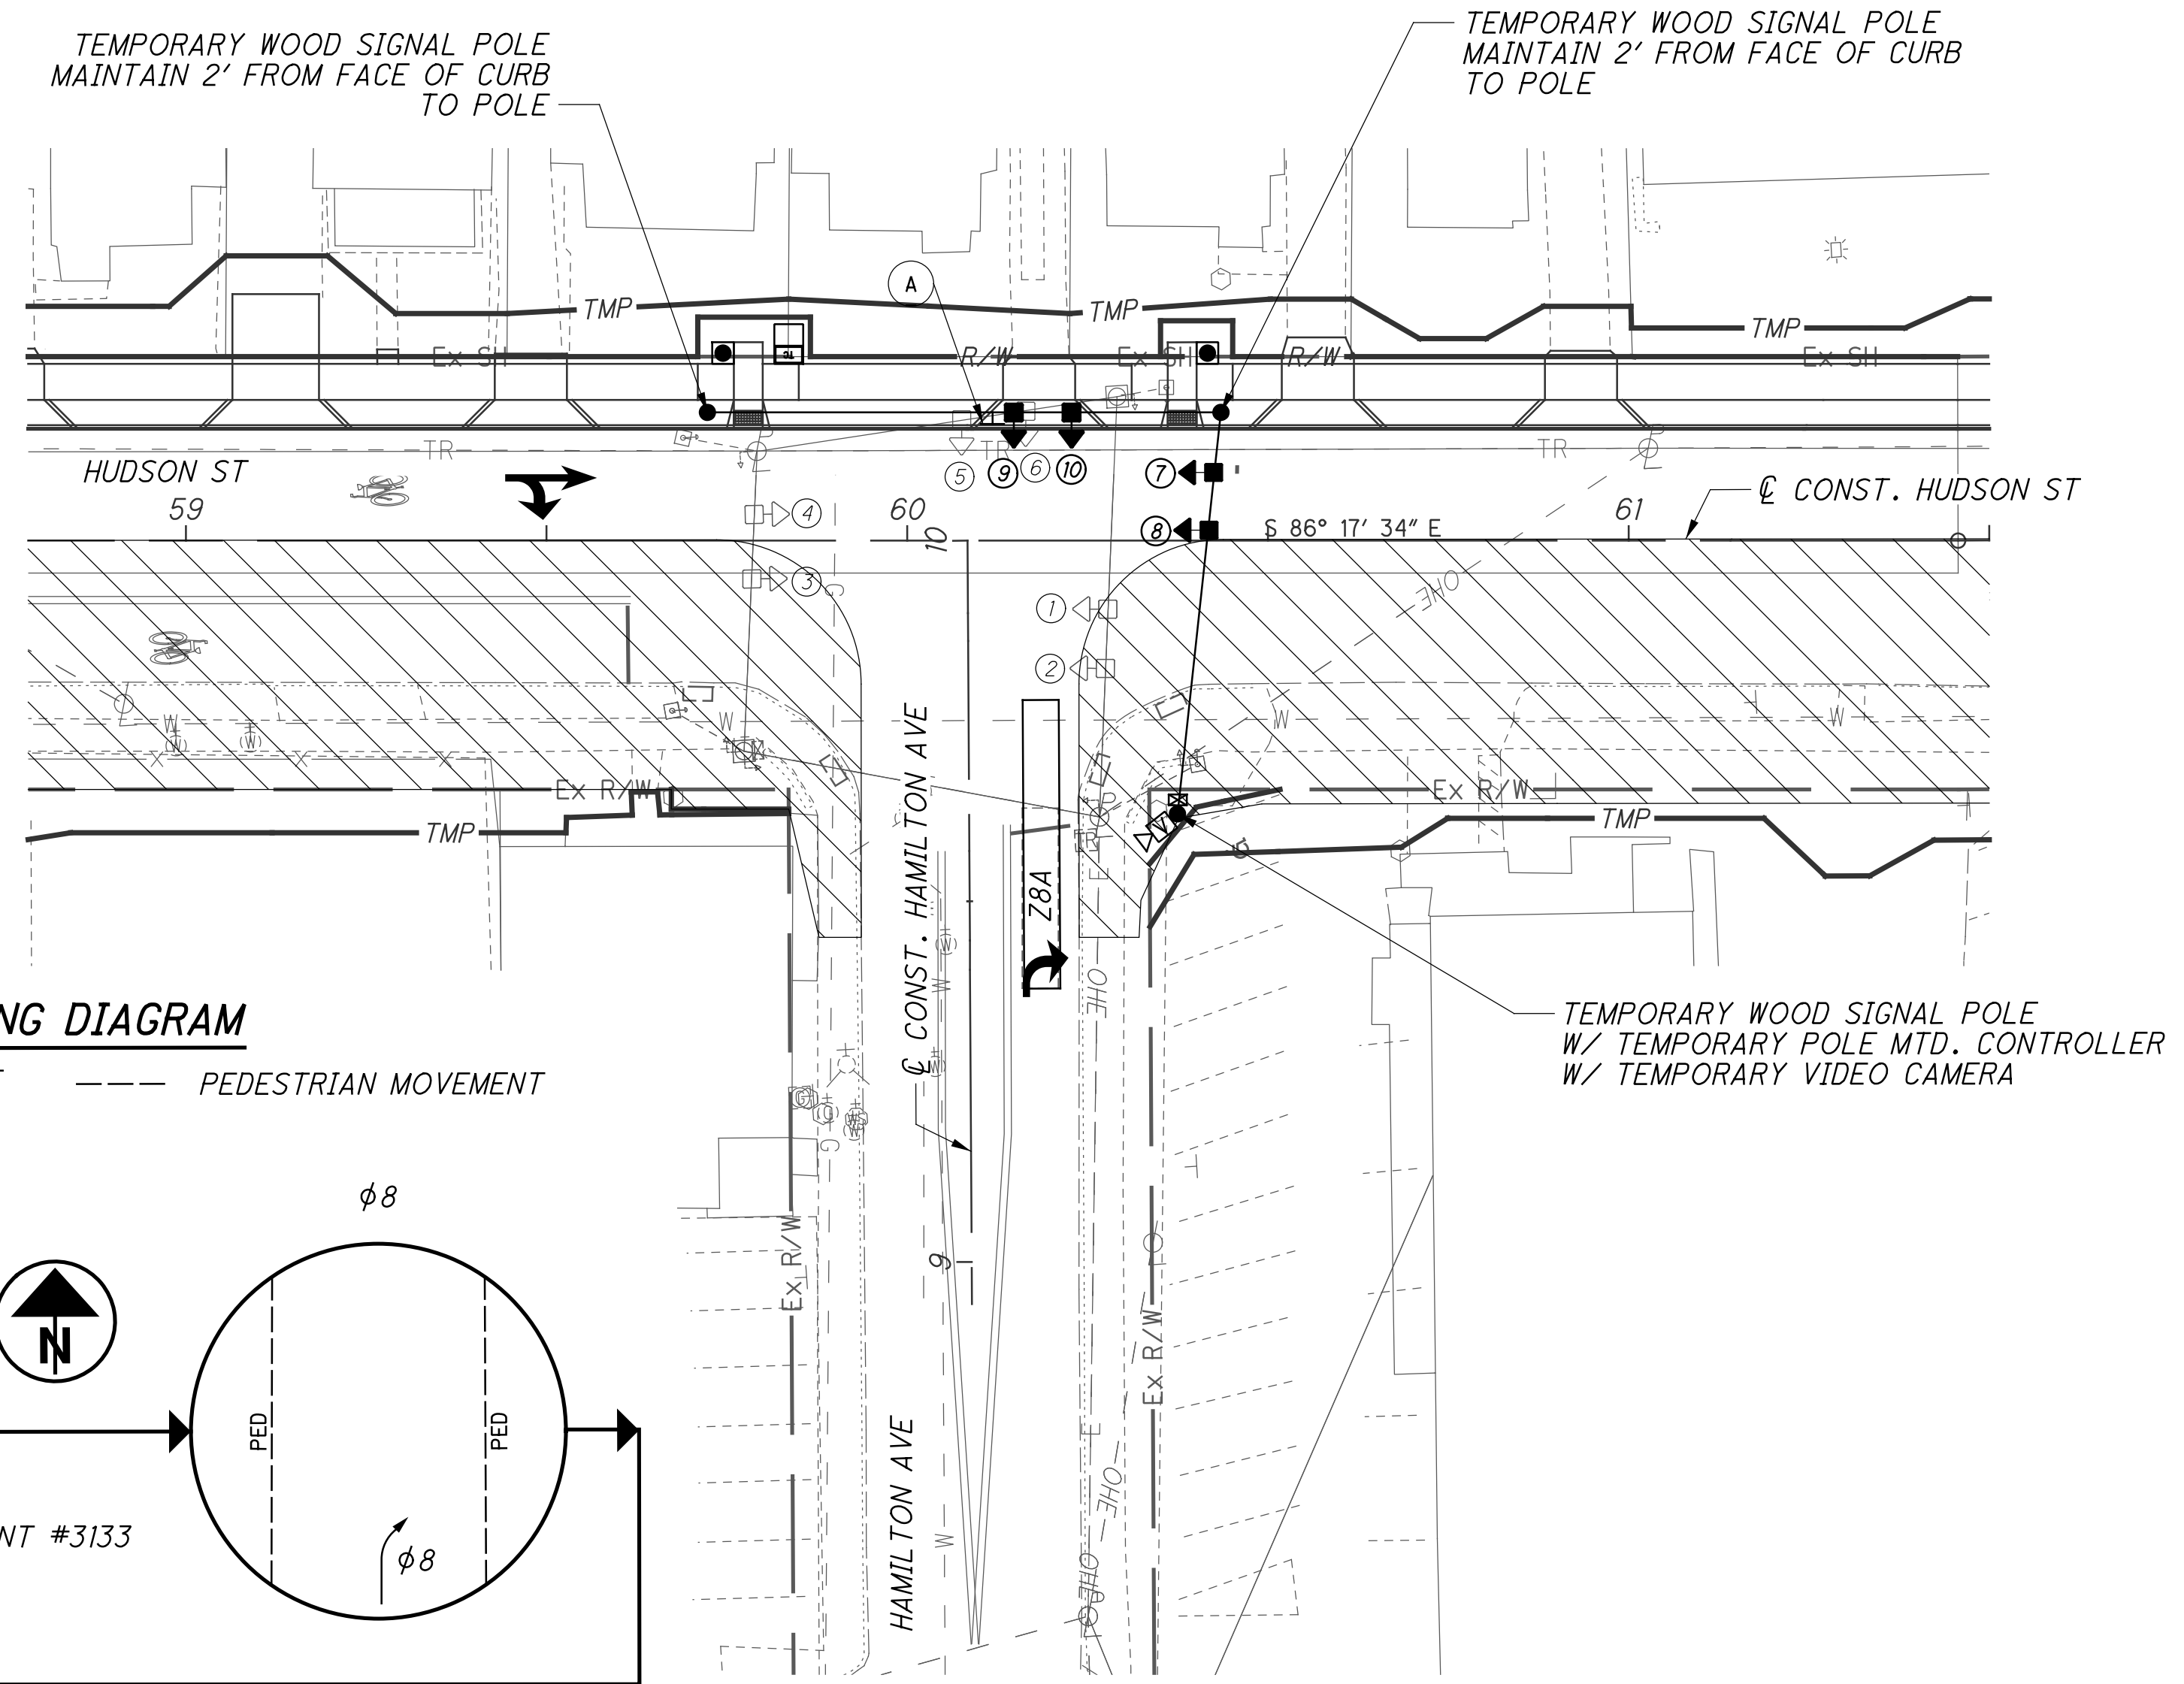 TEMPORARY WOOD SIGNAL POLE
MAINTAIN 2' FROM FACE OF CURB
TO POLE
TEMPORARY WOOD SIGNAL POLE
MAINTAIN 2' FROM FACE OF CURB
TO POLE
A
TMP
TMP
TMP
Ex SH
R/W
Ex SH
R/W
Ex SH
TR
TR
TR
5
9
6
10
7
HUDSON ST
59
4
60
10
8
S 86° 17' 34" E
61
℄ CONST. HUDSON ST
3
1
2
OHE
W
W
W
W
(W)
(W)
X
X
X
Ex R/W
Ex R/W
TMP
TMP
P
TR
V
℄ CONST. HAMILTON AVE
Z8A
OHE
(W)
W
NG DIAGRAM
PEDESTRIAN MOVEMENT
TEMPORARY WOOD SIGNAL POLE
W/ TEMPORARY POLE MTD. CONTROLLER
W/ TEMPORARY VIDEO CAMERA
G
G
ϕ8
N
PED
PED
ϕ8
NT #3133
Ex R/W
Ex R/W
9
HAMILTON AVE
W
OHE
OHE
P